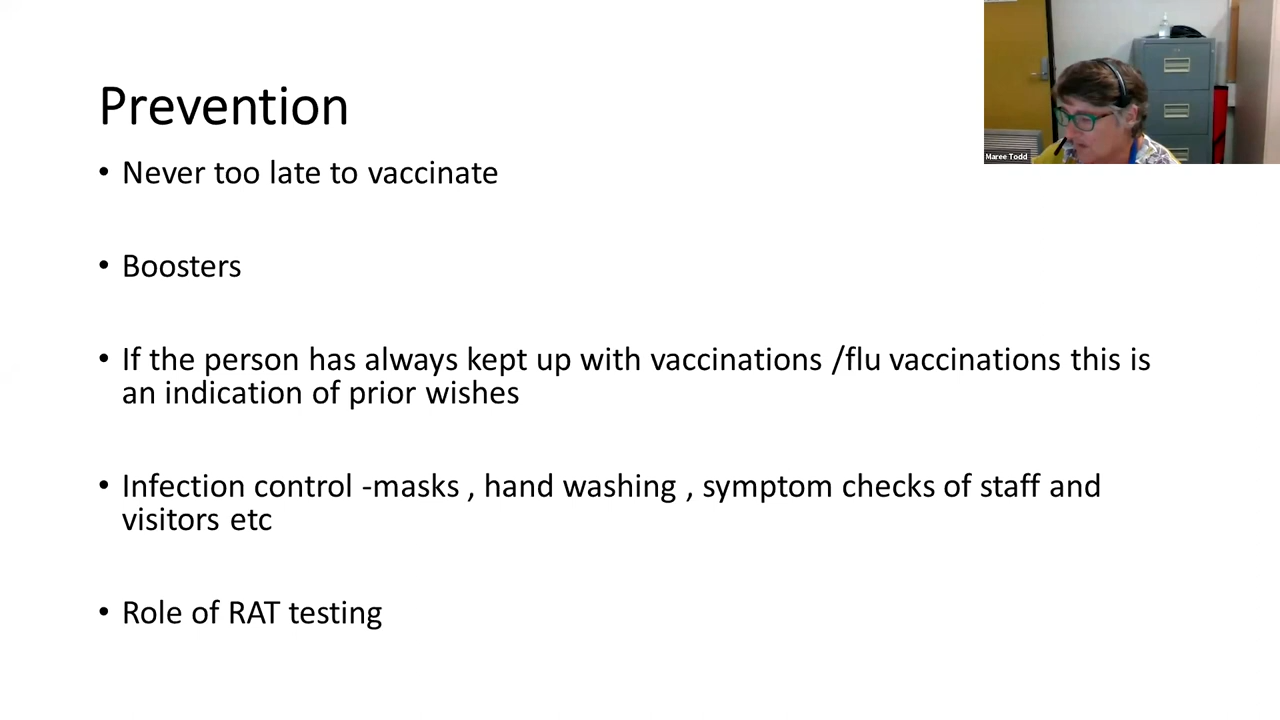 Prevention
• Never too late to vaccinate
• Boosters
• If the person has always kept up with vaccinations /flu vaccinations this is
an indication of prior wishes
• Infection control -masks , hand washing , symptom checks of staff and
visitors etc
• Role of RAT testing
Maree Todd